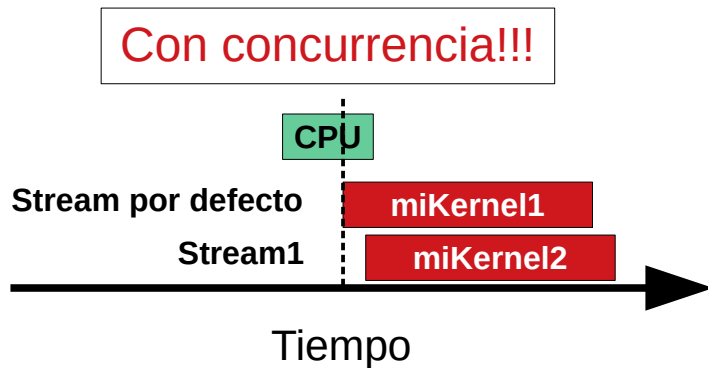 Con concurrencia!!!
CPU
Stream por defecto miKernel1
Stream1 miKernel2
Tiempo